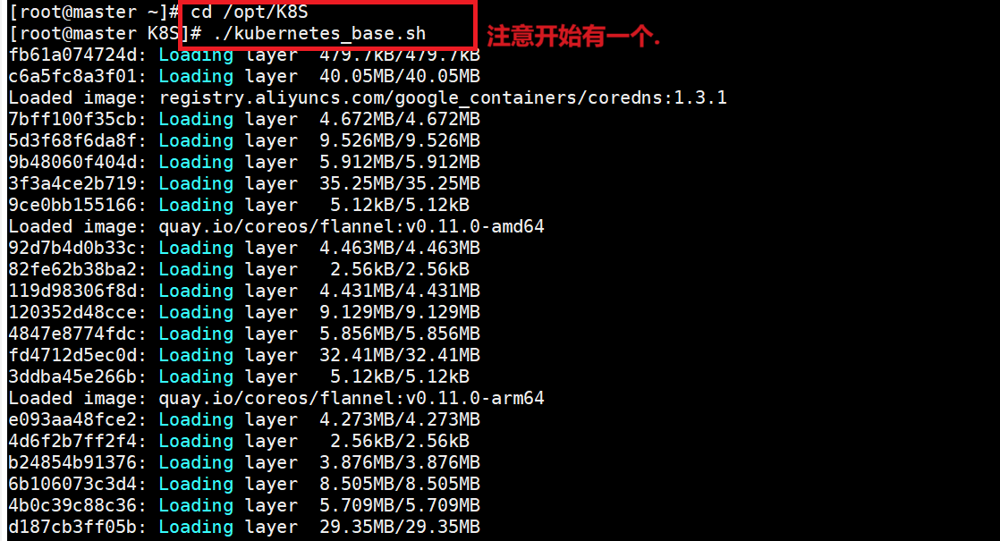 [root@master ~]# cd /opt/K8S
[root@master K8S]# ./kubernetes_base.sh
注意开始有一个.
fb61a074724d: Loading layer  479.7kB/479.7kB
c6a5fc8a3f01: Loading layer  40.05MB/40.05MB
Loaded image: registry.aliyuncs.com/google_containers/coredns:1.3.1
7bff100f35cb: Loading layer  4.672MB/4.672MB
5d3f68f6da8f: Loading layer  9.526MB/9.526MB
9b48060f404d: Loading layer  5.912MB/5.912MB
3f3a4ce2b719: Loading layer  35.25MB/35.25MB
9ce0bb155166: Loading layer   5.12kB/5.12kB
Loaded image: quay.io/coreos/flannel:v0.11.0-amd64
92d7b4d0b33c: Loading layer  4.463MB/4.463MB
82fe62b38ba2: Loading layer   2.56kB/2.56kB
119d98306f8d: Loading layer  4.431MB/4.431MB
120352d48cce: Loading layer  9.129MB/9.129MB
4847e8774fdc: Loading layer  5.856MB/5.856MB
fd4712d5ec0d: Loading layer  32.41MB/32.41MB
3ddba45e266b: Loading layer   5.12kB/5.12kB
Loaded image: quay.io/coreos/flannel:v0.11.0-arm64
e093aa48fce2: Loading layer  4.273MB/4.273MB
4d6f2b7ff2f4: Loading layer   2.56kB/2.56kB
b24854b91376: Loading layer  3.876MB/3.876MB
6b106073c3d4: Loading layer  8.505MB/8.505MB
4b0c39c88c36: Loading layer  5.709MB/5.709MB
d187cb3ff05b: Loading layer  29.35MB/29.35MB